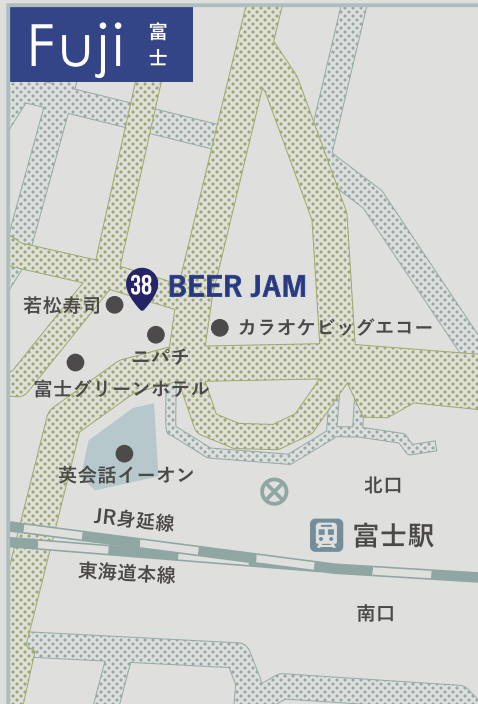 Fuji 富士
38 BEER JAM
若松寿司
カラオケビッグエコー
ニパチ
富士グリーンホテル
英会話イーオン
北口
JR身延線
富士駅
東海道本線
南口